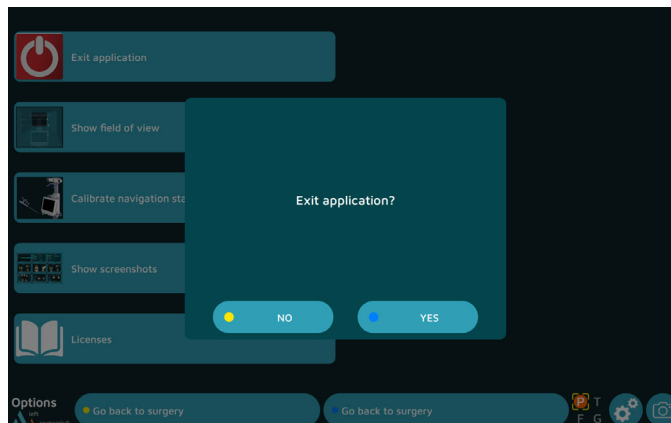 Exit application
Show field of view
Calibrate navigation sta
Show screenshots
Licenses
Exit application?
NO
YES
Options
left
Go back to surgery
Go back to surgery
P T
F G